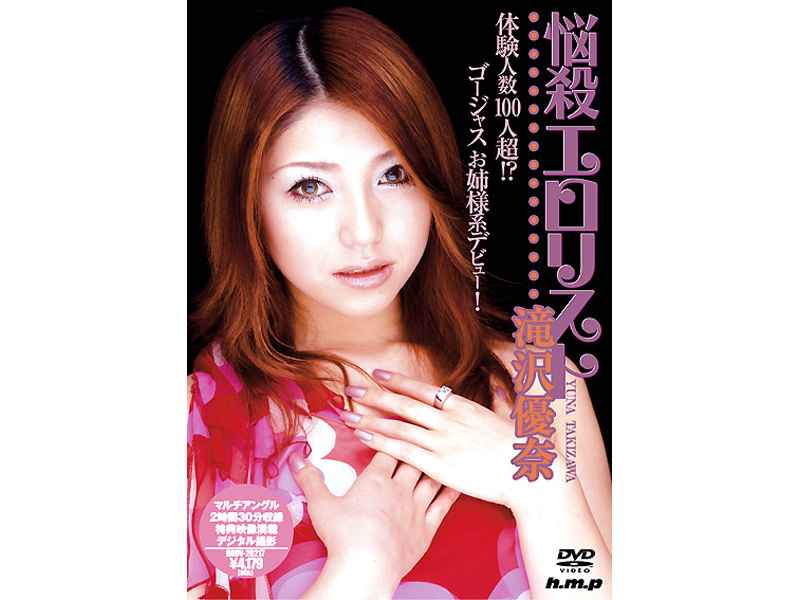 悩殺エロリスト
体験人数100人超!?
ゴージャス お姉様系デビュー!
滝沢優奈
YUNA TAKIZAWA
マルチアングル
2時間30分収録
特典映像満載
デジタル撮影
¥4,179
DVD
VIDEO
h.m.p